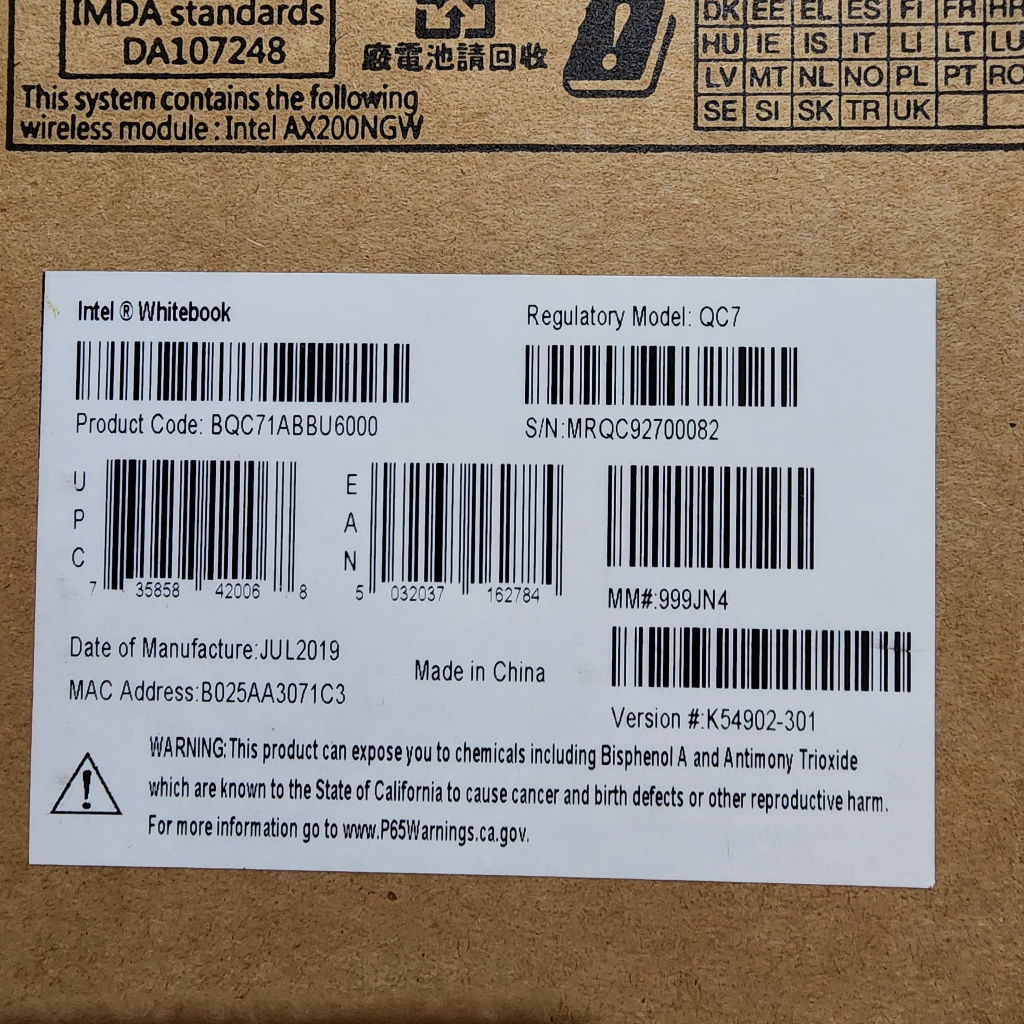 IMDA standards
DA107248
廢電池請回收
This system contains the following
wireless module : Intel AX200NGW
DK EE EL ES FI FR HR
HU IE IS IT LI LT LU
LV MT NL NO PL PT RO
SE SI SK TR UK
Intel ® Whitebook
Regulatory Model: QC7
Product Code: BQC71ABBU6000
S/N:MRQC92700082
UPC
7 35858 42006 8
EAN
5 032037 162784
MM#:999JN4
Date of Manufacture:JUL2019
Made in China
MAC Address:B025AA3071C3
Version #:K54902-301
WARNING:This product can expose you to chemicals including Bisphenol A and Antimony Trioxide
which are known to the State of California to cause cancer and birth defects or other reproductive harm.
For more information go to www.P65Warnings.ca.gov.